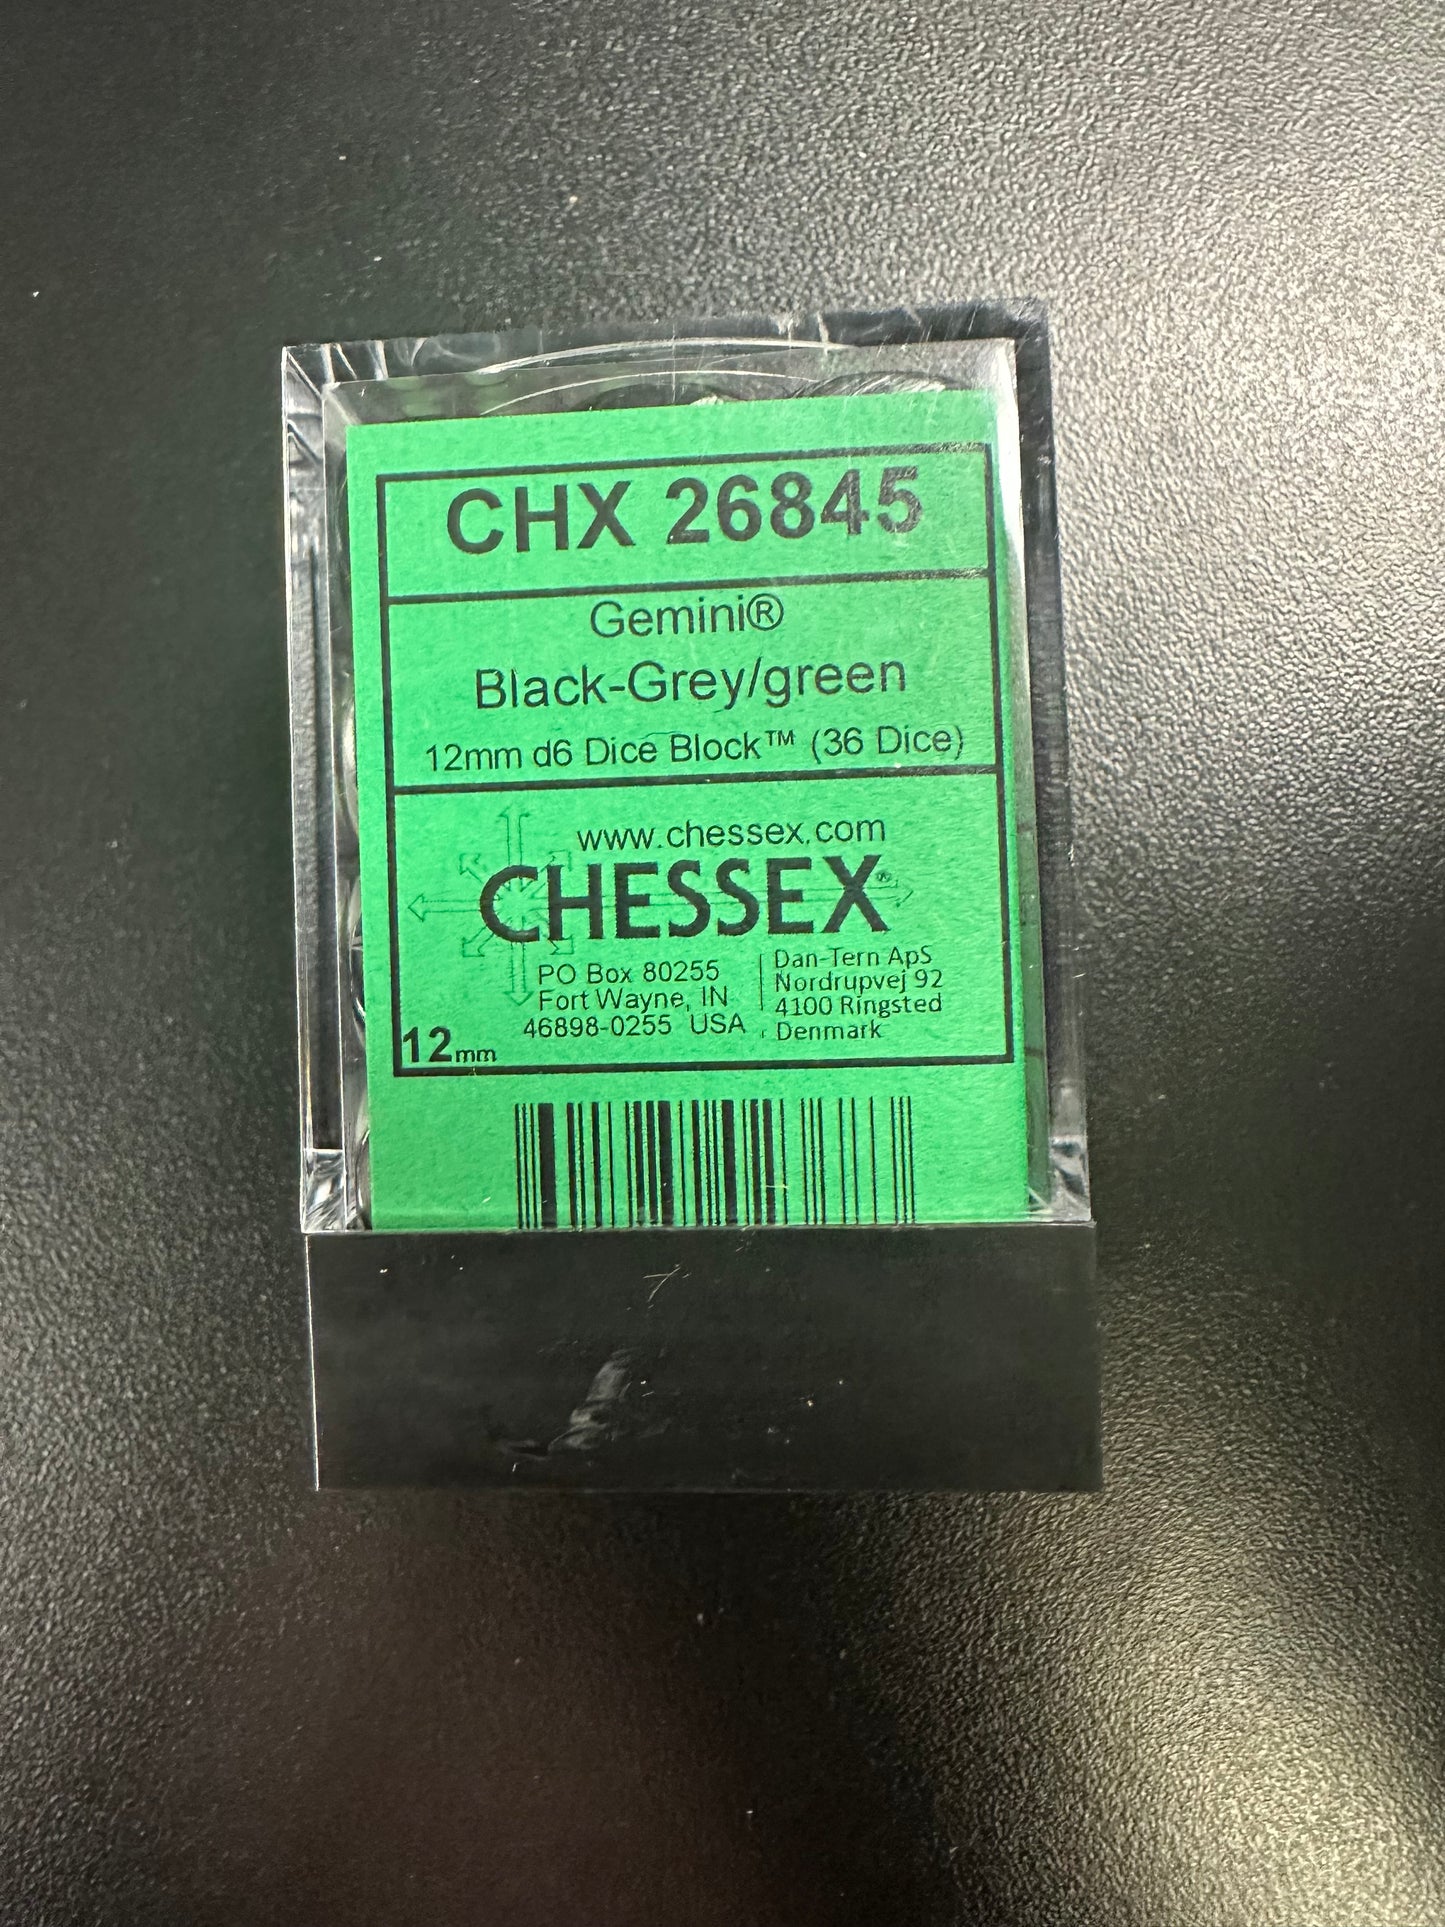 CHX 26845
Gemini®
Black-Grey/green
12mm d6 Dice Block™ (36 Dice)
www.chessex.com
CHESSEX®
PO Box 80255
Fort Wayne, IN
46898-0255 USA
Dan-Tern ApS
Nordrupvej 92
4100 Ringsted
Denmark
12mm